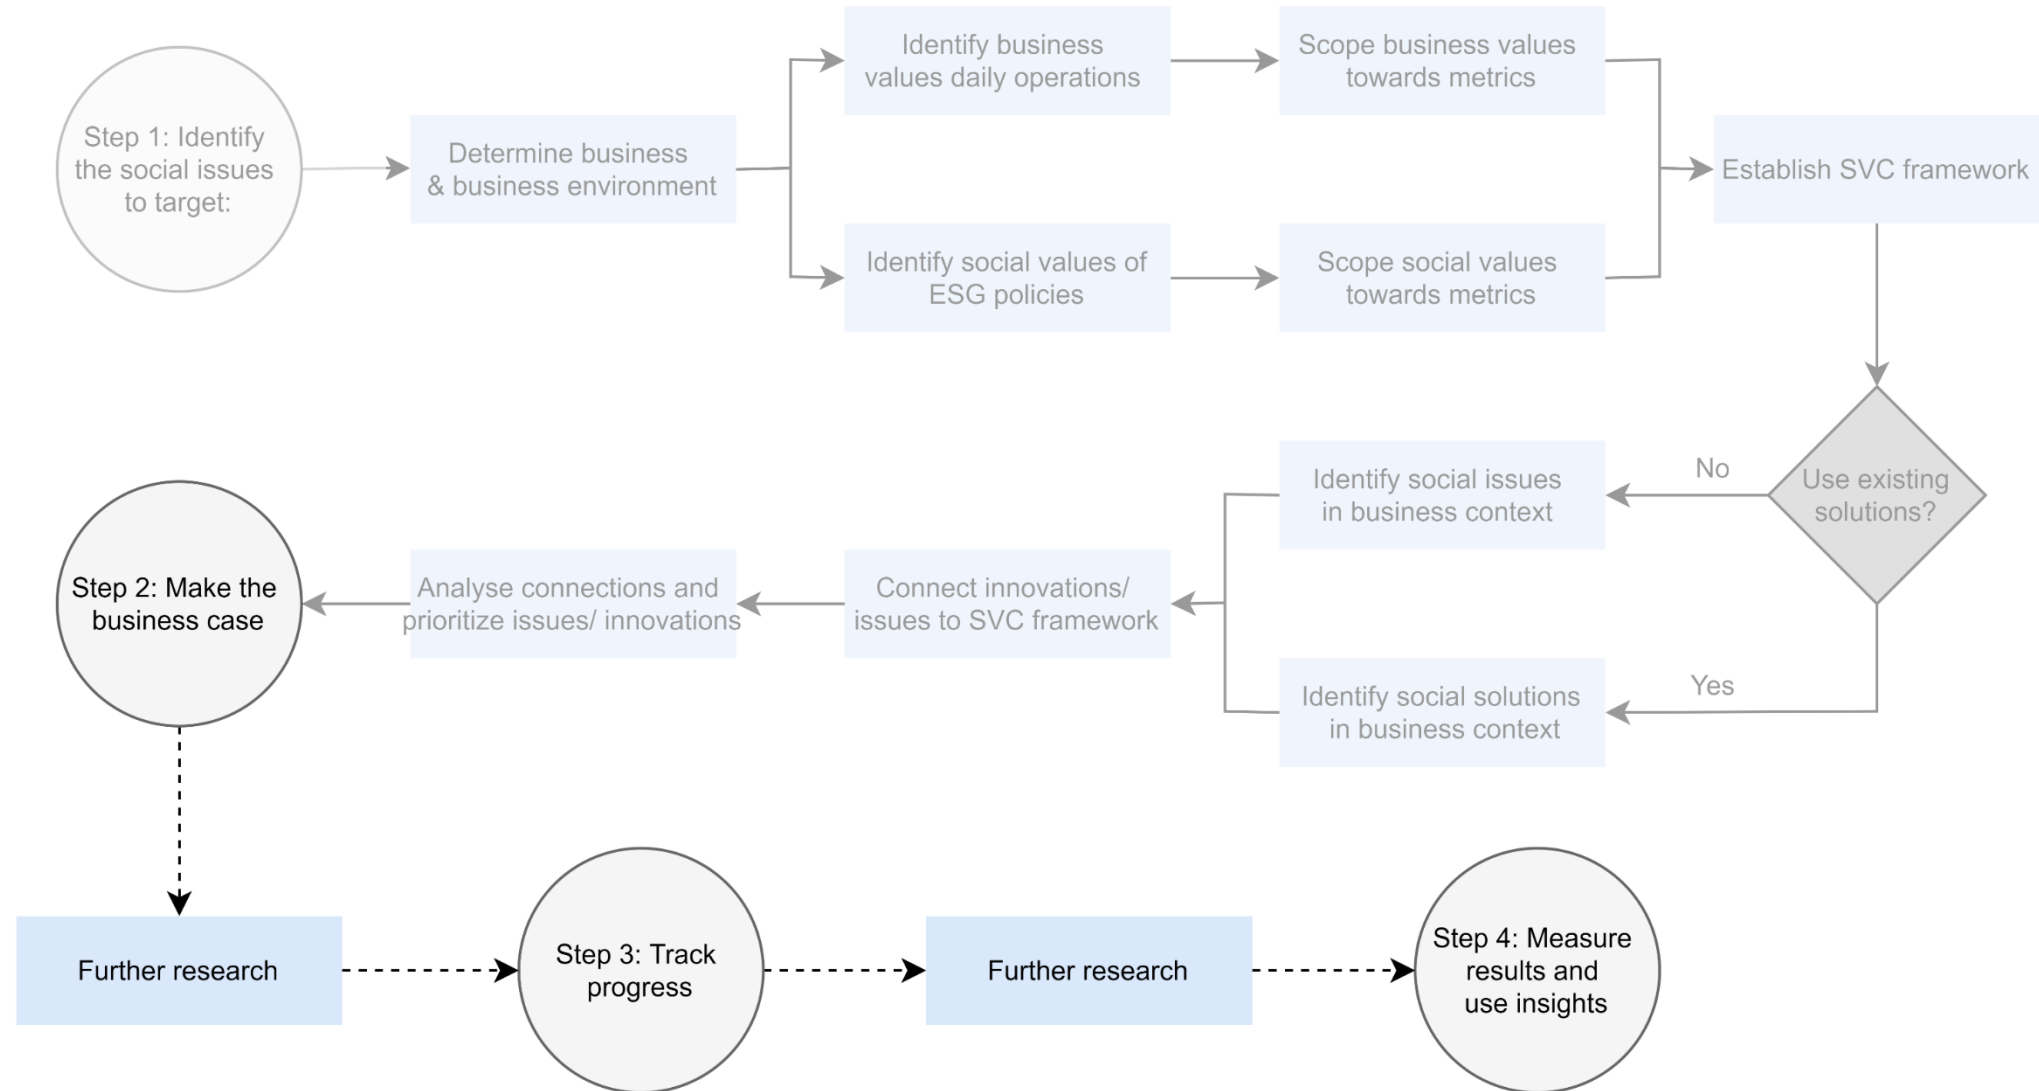 Step 1: Identify
the social issues
to target:
Determine business
& business environment
Identify business
values daily operations
Scope business values
towards metrics
Identify social values of
ESG policies
Scope social values
towards metrics
Establish SVC framework
Use existing
solutions?
No
Identify social issues
in business context
Yes
Identify social solutions
in business context
Connect innovations/
issues to SVC framework
Analyse connections and
prioritize issues/ innovations
Step 2: Make the
business case
Further research
Step 3: Track
progress
Further research
Step 4: Measure
results and
use insights